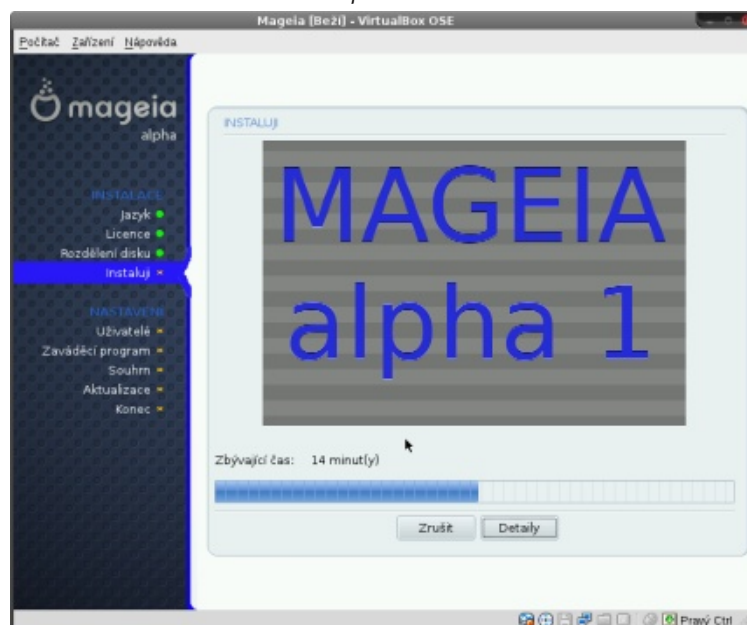 Mageia [Beží] - VirtualBox OSE
Počítač Zařízení Nápověda
mageia
alpha
INSTALACE
Jazyk
Licence
Rozdělení disku
Instaluji
NASTAVENÍ
Uživatelé
Zaváděcí program
Souhrn
Aktualizace
Konec
INSTALUJI
MAGEIA
alpha 1
Zbývající čas: 14 minut(y)
Zrušit Detaily
Pravý Ctrl